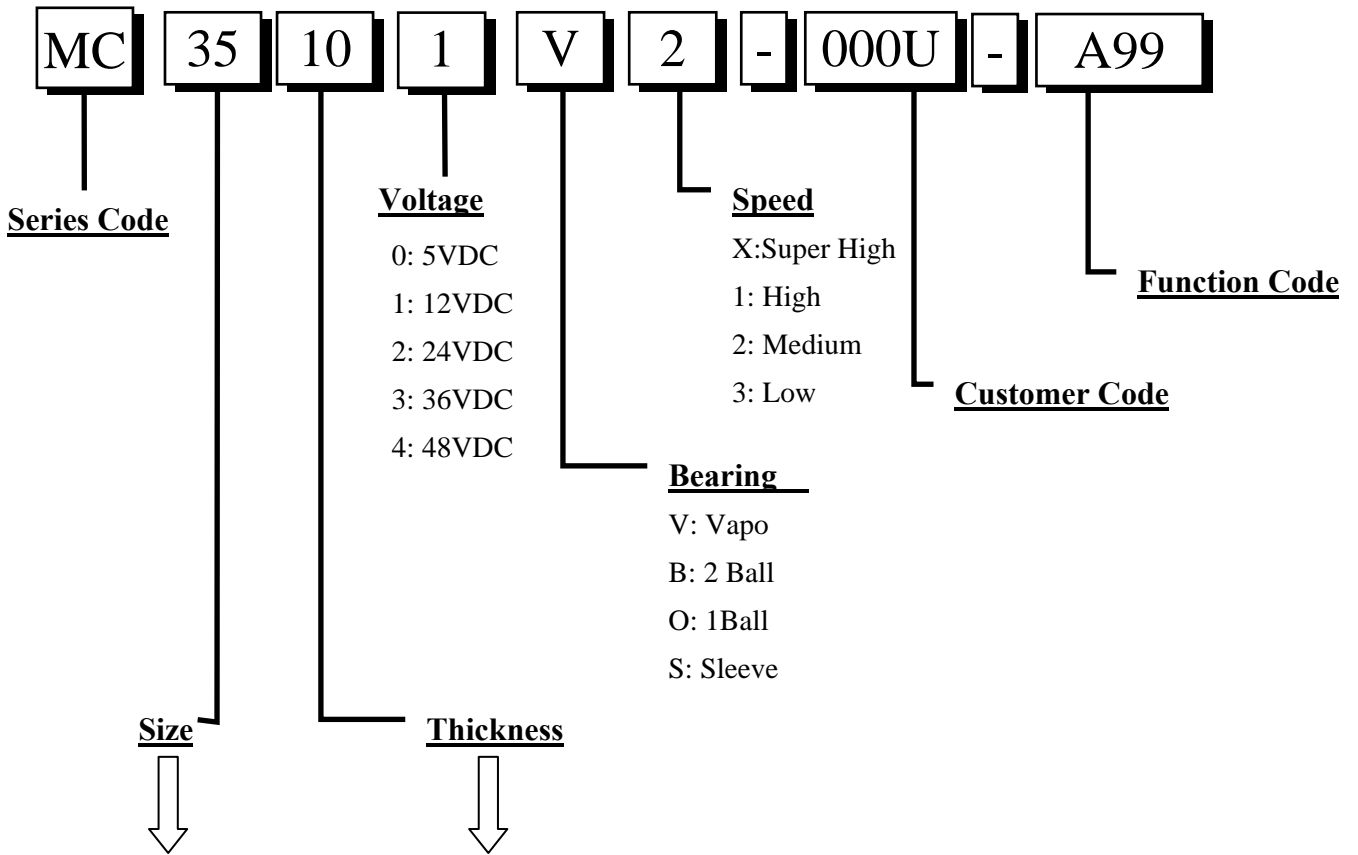 MC 35 10 1 V 2 - 000U - A99
Series Code
Voltage
0: 5VDC
1: 12VDC
2: 24VDC
3: 36VDC
4: 48VDC
Speed
X:Super High
1: High
2: Medium
3: Low
Function Code
Customer Code
Bearing
V: Vapo
B: 2 Ball
O: 1Ball
S: Sleeve
Size
Thickness